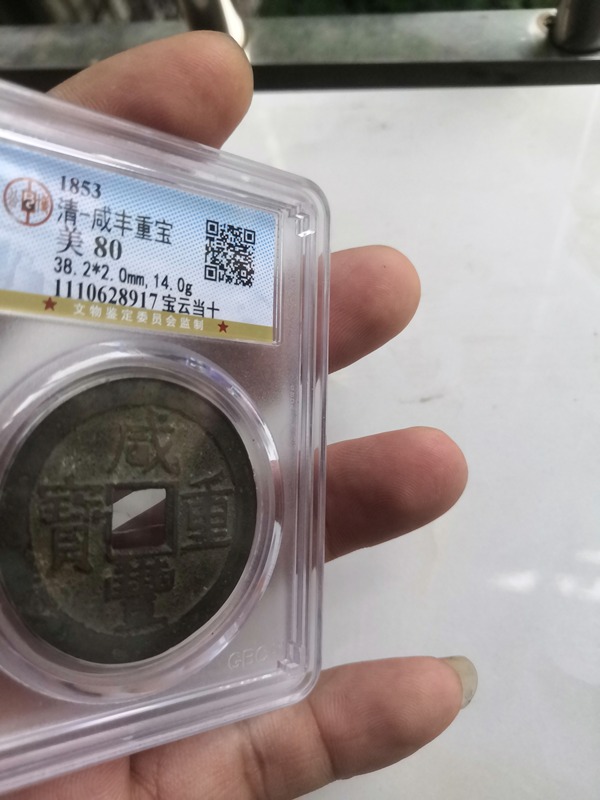 1853
清-咸丰重宝
美 80
38.2*2.0mm,14.0g
1110628917 宝云当十
★ 文物鉴定委员会监制 ★
咸
寶 重
豐
GBC